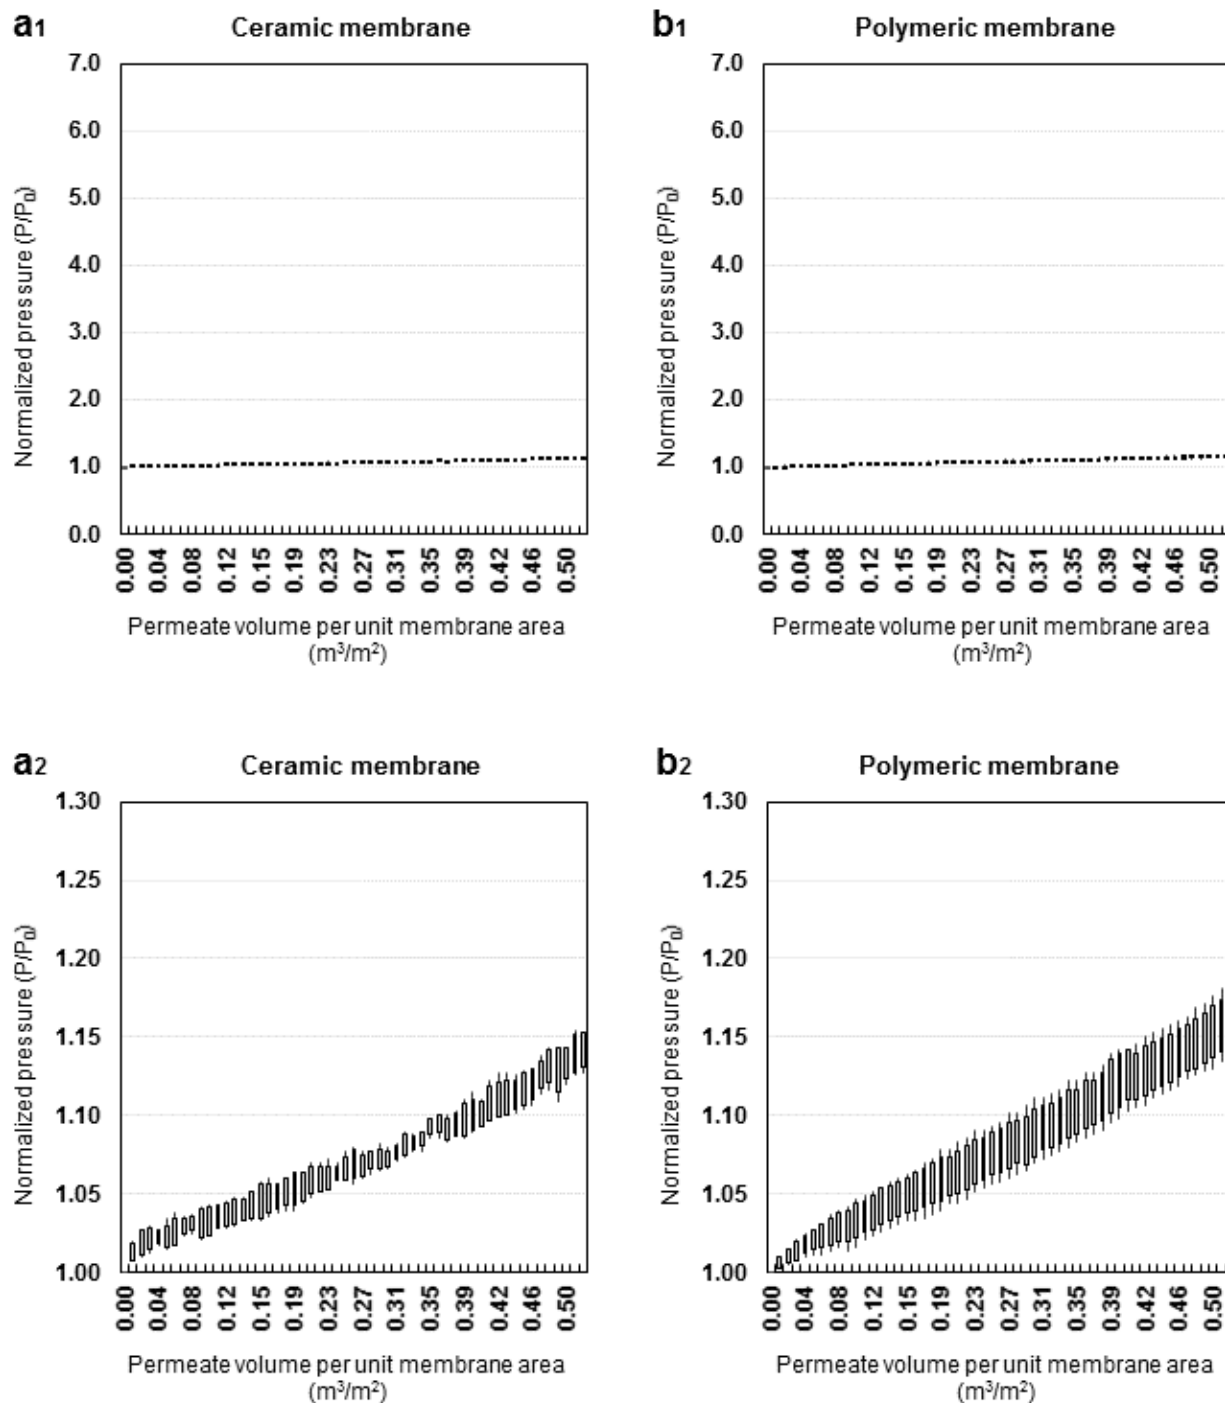 a1 Ceramic membrane
7.0
6.0
5.0
4.0
3.0
2.0
1.0
0.0
Normalized pressure (P/P0)
0.00 0.04 0.08 0.12 0.15 0.19 0.23 0.27 0.31 0.35 0.39 0.42 0.46 0.50
Permeate volume per unit membrane area
(m³/m²)
b1 Polymeric membrane
7.0
6.0
5.0
4.0
3.0
2.0
1.0
0.0
Normalized pressure (P/P0)
0.00 0.04 0.08 0.12 0.15 0.19 0.23 0.27 0.31 0.35 0.39 0.42 0.46 0.50
Permeate volume per unit membrane area
(m³/m²)
a2 Ceramic membrane
1.30
1.25
1.20
1.15
1.10
1.05
1.00
Normalized pressure (P/P0)
0.00 0.04 0.08 0.12 0.15 0.19 0.23 0.27 0.31 0.35 0.39 0.42 0.46 0.50
Permeate volume per unit membrane area
(m³/m²)
b2 Polymeric membrane
1.30
1.25
1.20
1.15
1.10
1.05
1.00
Normalized pressure (P/P0)
0.00 0.04 0.08 0.12 0.15 0.19 0.23 0.27 0.31 0.35 0.39 0.42 0.46 0.50
Permeate volume per unit membrane area
(m³/m²)